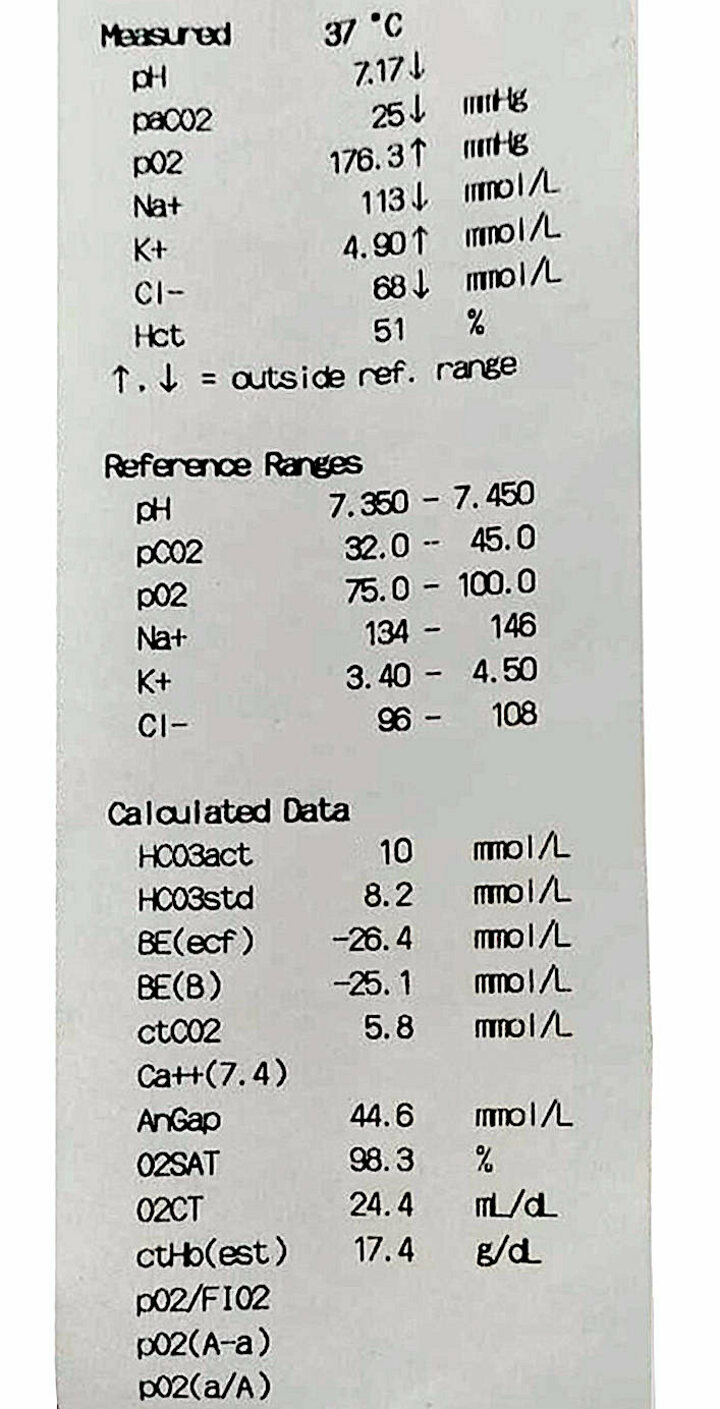 Measured 37 °C
pH 7.17↓
paCO2 25↓ mmHg
pO2 176.3↑ mmHg
Na+ 113↓ mmol/L
K+ 4.90↑ mmol/L
Cl- 68↓ mmol/L
Hct 51 %
↑.↓ = outside ref. range
Reference Ranges
pH 7.350 - 7.450
pCO2 32.0 - 45.0
pO2 75.0 - 100.0
Na+ 134 - 146
K+ 3.40 - 4.50
Cl- 96 - 108
Calculated Data
HCO3act 10 mmol/L
HCO3std 8.2 mmol/L
BE(ecf) -26.4 mmol/L
BE(B) -25.1 mmol/L
ctCO2 5.8 mmol/L
Ca++(7.4)
AnGap 44.6 mmol/L
O2SAT 98.3 %
O2CT 24.4 mL/dL
ctHb(est) 17.4 g/dL
pO2/FIO2
pO2(A-a)
pO2(a/A)